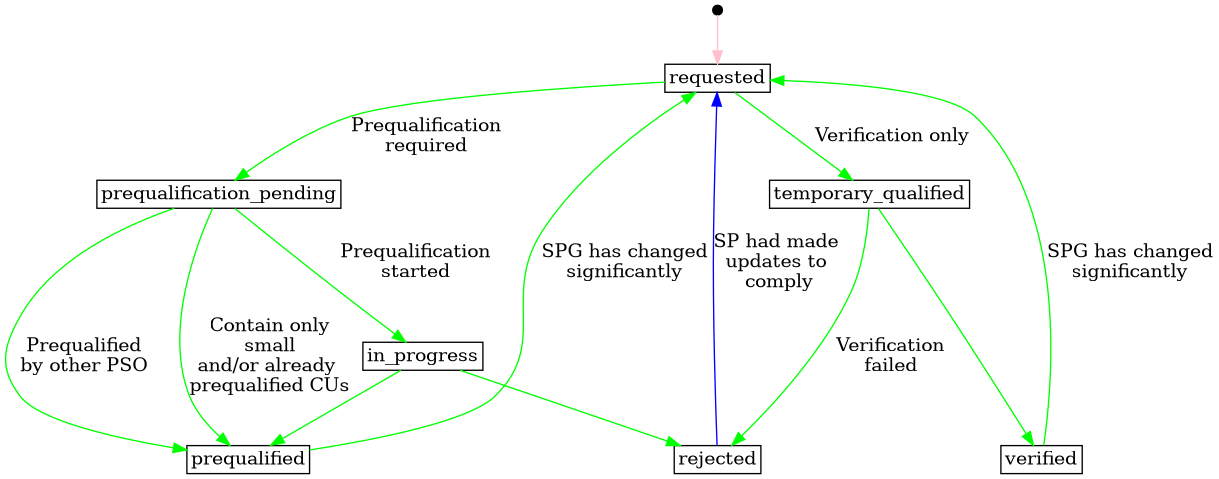 requested
Prequalification
required
Verification only
prequalification_pending
temporary_qualified
Prequalification
started
SPG has changed
significantly
SP had made
updates to
comply
SPG has changed
significantly
Prequalified
by other PSO
Contain only
small
and/or already
prequalified CUs
in_progress
Verification
failed
prequalified
rejected
verified